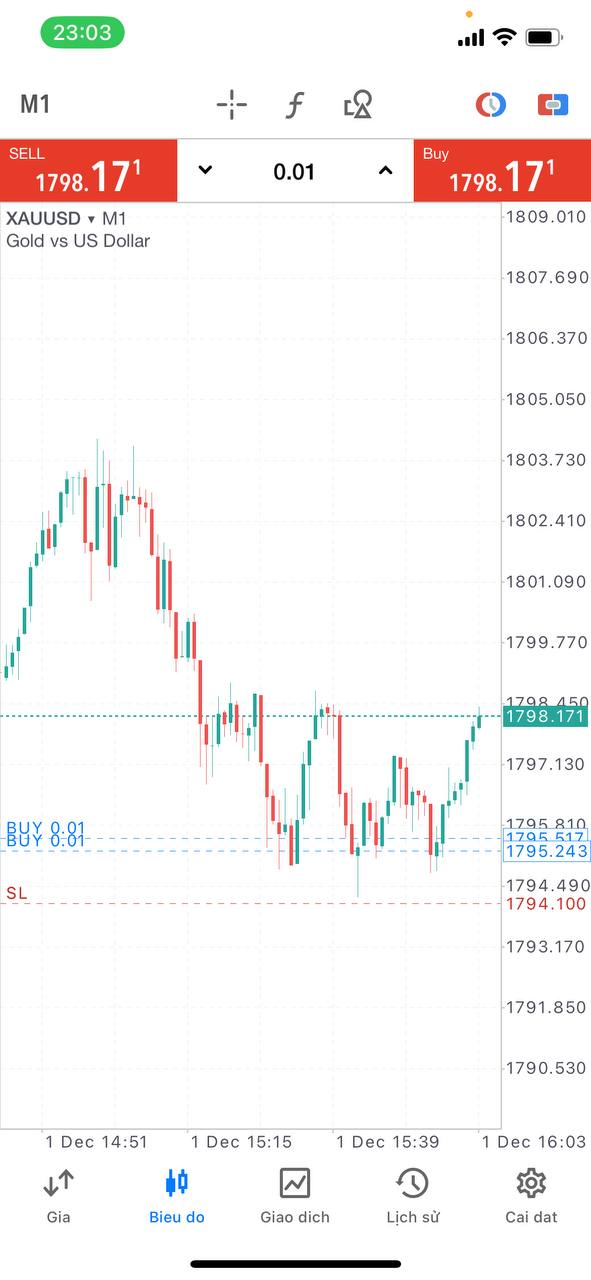 23:03
M1
f
SELL
1798.17¹
0.01
Buy
1798.17¹
XAUUSD ▾ M1
Gold vs US Dollar
1809.010
1807.690
1806.370
1805.050
1803.730
1802.410
1801.090
1799.770
1798.450
1798.171
1797.130
1795.810
BUY 0.01
1795.517
BUY 0.01
1795.243
1794.490
SL
1794.100
1793.170
1791.850
1790.530
1 Dec 14:51
1 Dec 15:15
1 Dec 15:39
1 Dec 16:03
Gia
Bieu do
Giao dich
Lịch sử
Cai dat